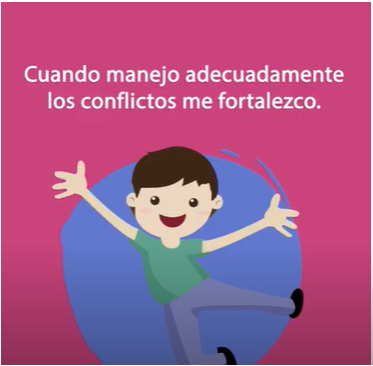 Cuando manejo adecuadamente
los conflictos me fortalezco.